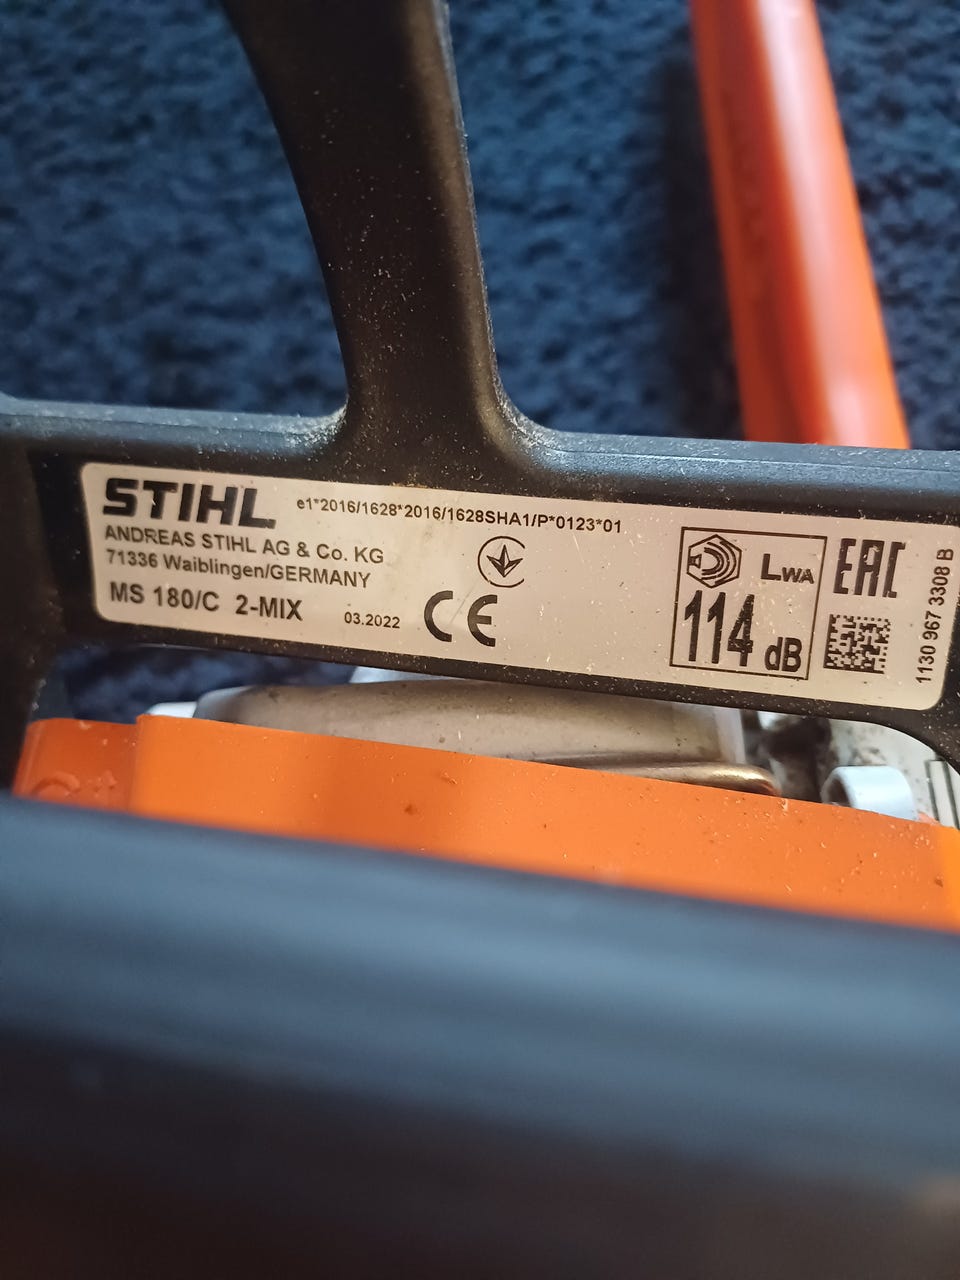 STIHL
e1*2016/1628*2016/1628SHA1/P*0123*01
ANDREAS STIHL AG & Co. KG
71336 Waiblingen/GERMANY
MS 180/C 2-MIX
03.2022
CE
LWA
114 dB
EAC
1130 967 3308 B